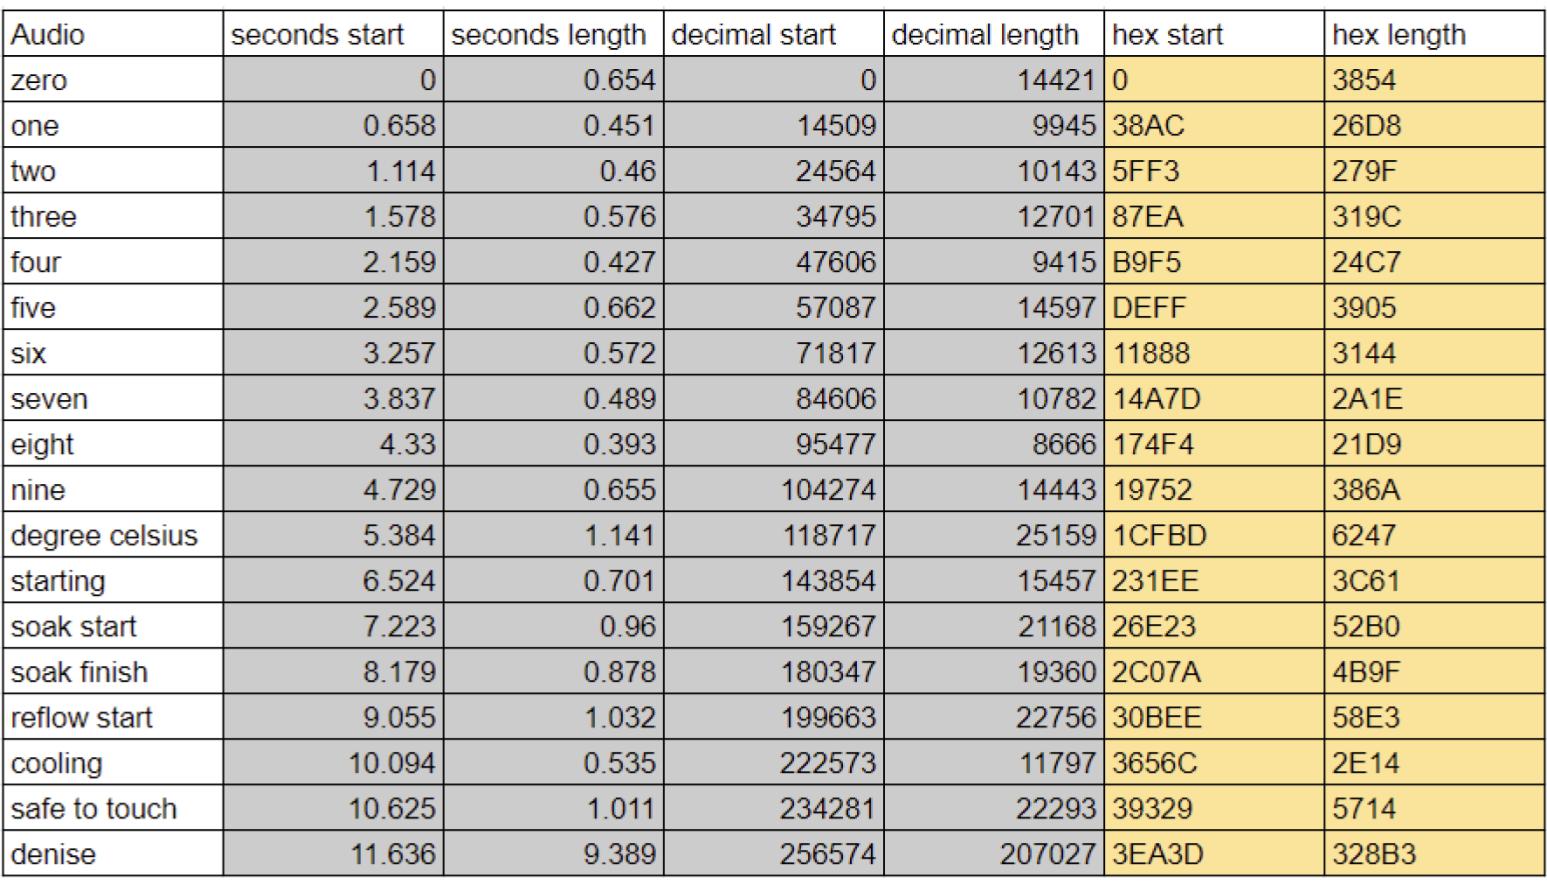 Audio seconds start seconds length decimal start decimal length hex start hex length
zero 0 0.654 0 14421 0 3854
one 0.658 0.451 14509 9945 38AC 26D8
two 1.114 0.46 24564 10143 5FF3 279F
three 1.578 0.576 34795 12701 87EA 319C
four 2.159 0.427 47606 9415 B9F5 24C7
five 2.589 0.662 57087 14597 DEFF 3905
six 3.257 0.572 71817 12613 11888 3144
seven 3.837 0.489 84606 10782 14A7D 2A1E
eight 4.33 0.393 95477 8666 174F4 21D9
nine 4.729 0.655 104274 14443 19752 386A
degree celsius 5.384 1.141 118717 25159 1CFBD 6247
starting 6.524 0.701 143854 15457 231EE 3C61
soak start 7.223 0.96 159267 21168 26E23 52B0
soak finish 8.179 0.878 180347 19360 2C07A 4B9F
reflow start 9.055 1.032 199663 22756 30BEE 58E3
cooling 10.094 0.535 222573 11797 3656C 2E14
safe to touch 10.625 1.011 234281 22293 39329 5714
denise 11.636 9.389 256574 207027 3EA3D 328B3